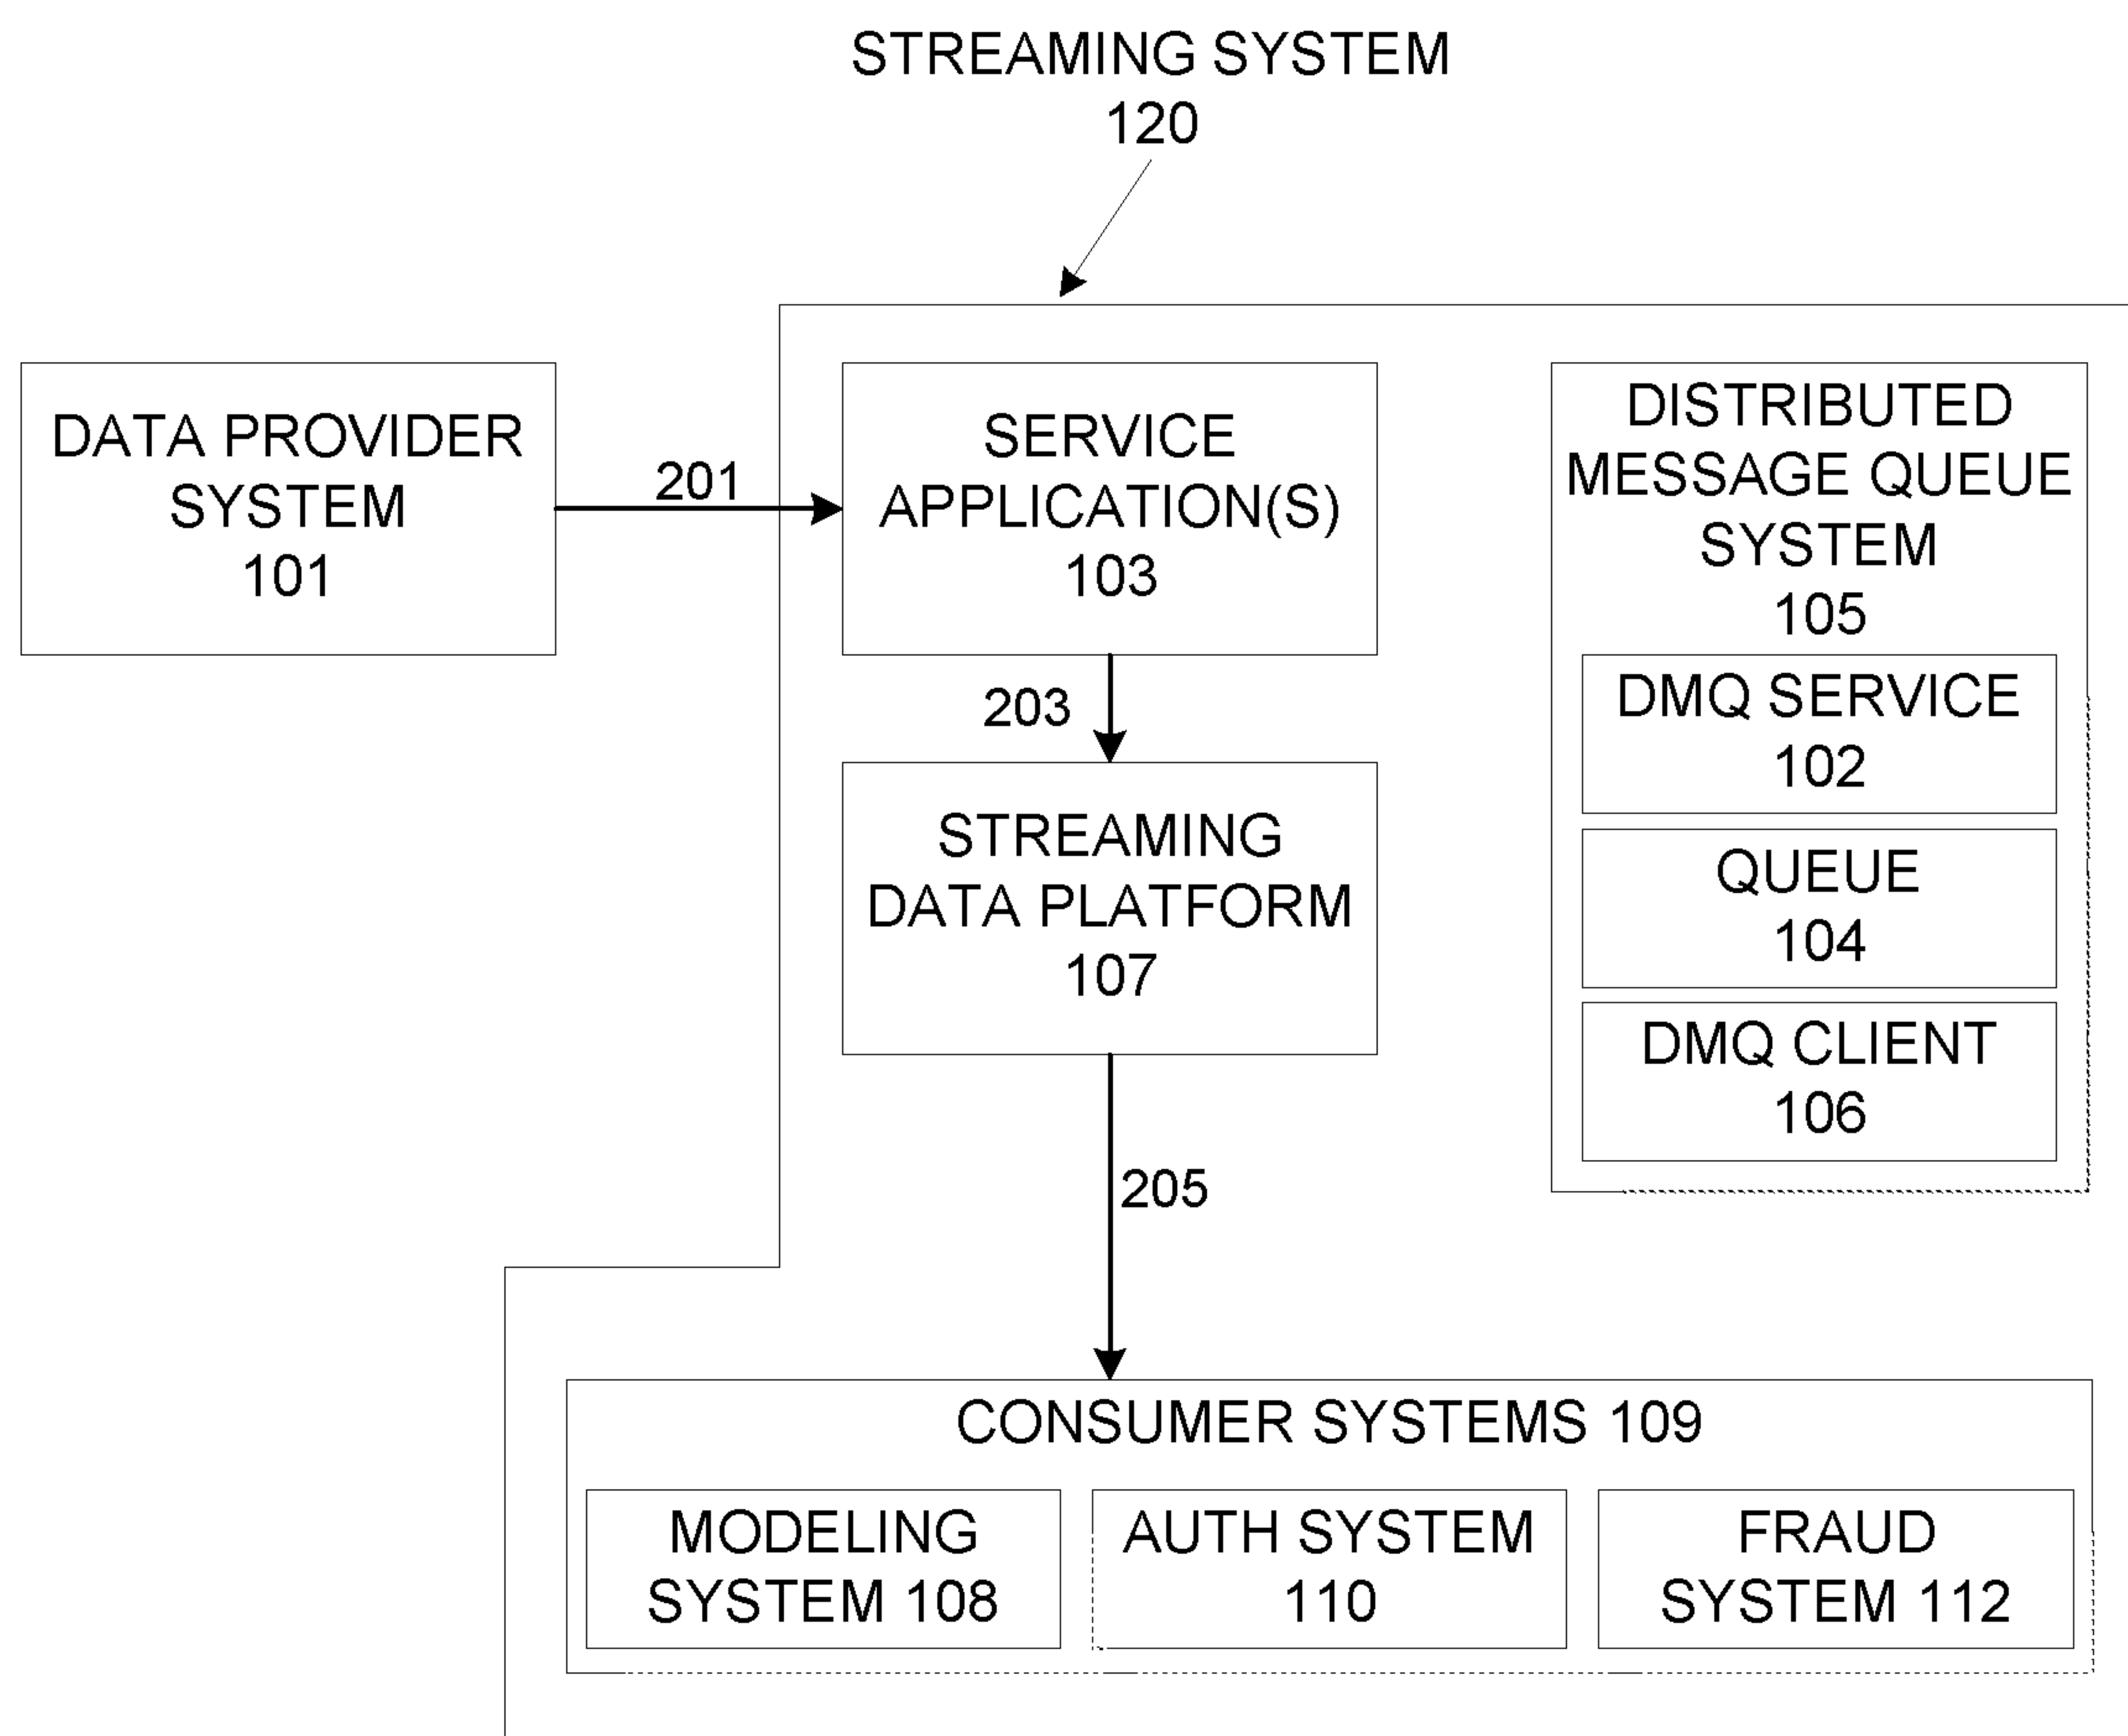 STREAMING SYSTEM
120
DATA PROVIDER
SYSTEM
101
201
SERVICE
APPLICATION(S)
103
203
STREAMING
DATA PLATFORM
107
205
DISTRIBUTED
MESSAGE QUEUE
SYSTEM
105
DMQ SERVICE
102
QUEUE
104
DMQ CLIENT
106
CONSUMER SYSTEMS 109
MODELING
SYSTEM 108
AUTH SYSTEM
110
FRAUD
SYSTEM 112